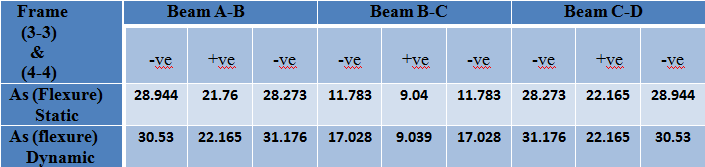 Frame (3-3) & (4-4) Beam A-B Beam B-C Beam C-D
-ve +ve -ve -ve +ve -ve -ve +ve -ve
As (Flexure) Static 28.944 21.76 28.273 11.783 9.04 11.783 28.273 22.165 28.944
As (flexure) Dynamic 30.53 22.165 31.176 17.028 9.039 17.028 31.176 22.165 30.53